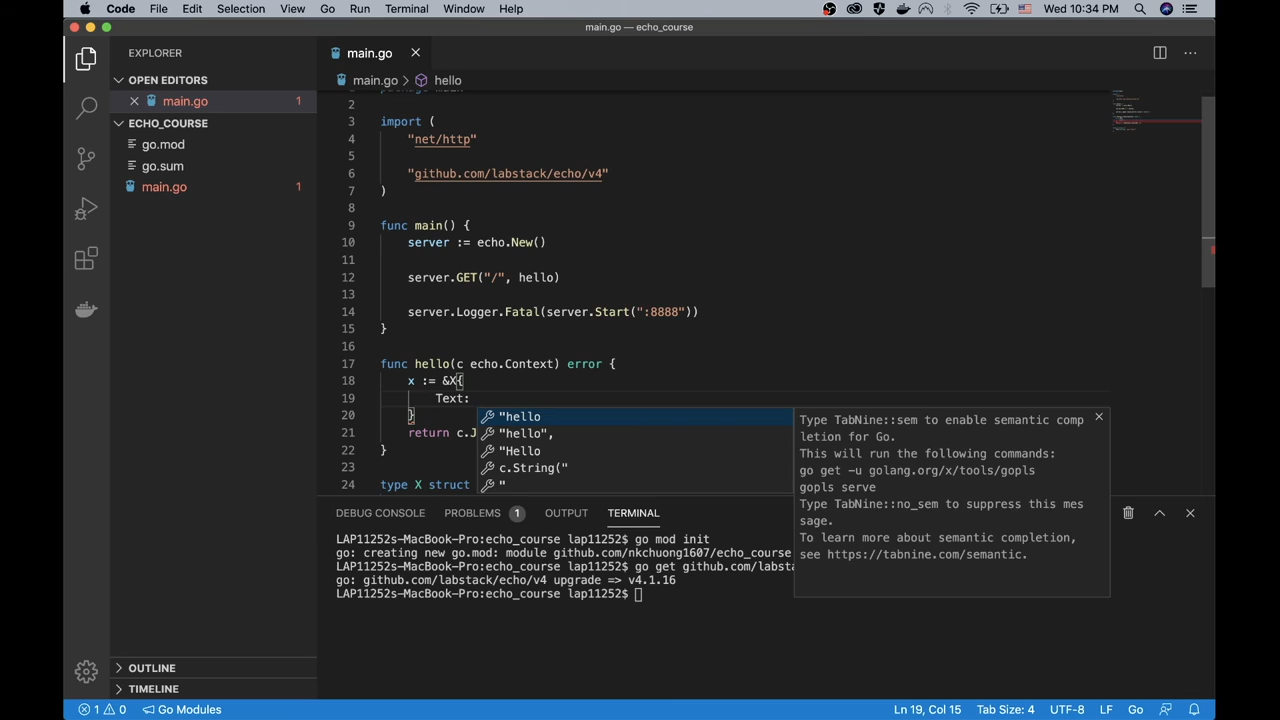 Code File Edit Selection View Go Run Terminal Window Help Wed 10:34 PM
main.go — echo_course
EXPLORER
OPEN EDITORS
main.go 1
ECHO_COURSE
go.mod
go.sum
main.go 1
OUTLINE
TIMELINE
main.go
main.go > hello
2
3 import (
4 "net/http"
5
6 "github.com/labstack/echo/v4"
7 )
8
9 func main() {
10 server := echo.New()
11
12 server.GET("/", hello)
13
14 server.Logger.Fatal(server.Start(":8888"))
15 }
16
17 func hello(c echo.Context) error {
18 x := &X{
19 Text:
20 }
21 return c.J
22 }
23
24 type X struct
"hello
"hello",
"Hello
c.String("
"
Type TabNine::sem to enable semantic comp
letion for Go.
This will run the following commands:
go get -u golang.org/x/tools/gopls
gopls serve
Type TabNine::no_sem to suppress this mes
sage.
To learn more about semantic completion,
see https://tabnine.com/semantic.
DEBUG CONSOLE PROBLEMS 1 OUTPUT TERMINAL
LAP11252s-MacBook-Pro:echo_course lap11252$ go mod init
go: creating new go.mod: module github.com/nkchuong1607/echo_course
LAP11252s-MacBook-Pro:echo_course lap11252$ go get github.com/labsta
go: github.com/labstack/echo/v4 upgrade => v4.1.16
LAP11252s-MacBook-Pro:echo_course lap11252$
1 0 Go Modules Ln 19, Col 15 Tab Size: 4 UTF-8 LF Go